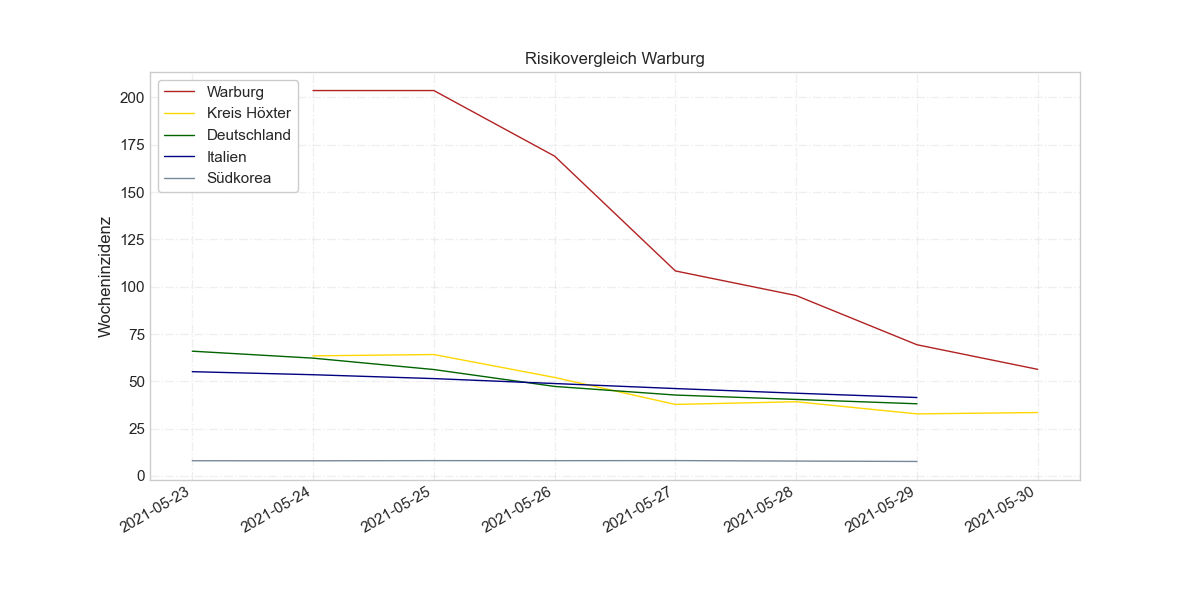 Risikovergleich Warburg
Warburg
Kreis Höxter
Deutschland
Italien
Südkorea
Wocheninzidenz
200
175
150
125
100
75
50
25
0
2021-05-23
2021-05-24
2021-05-25
2021-05-26
2021-05-27
2021-05-28
2021-05-29
2021-05-30